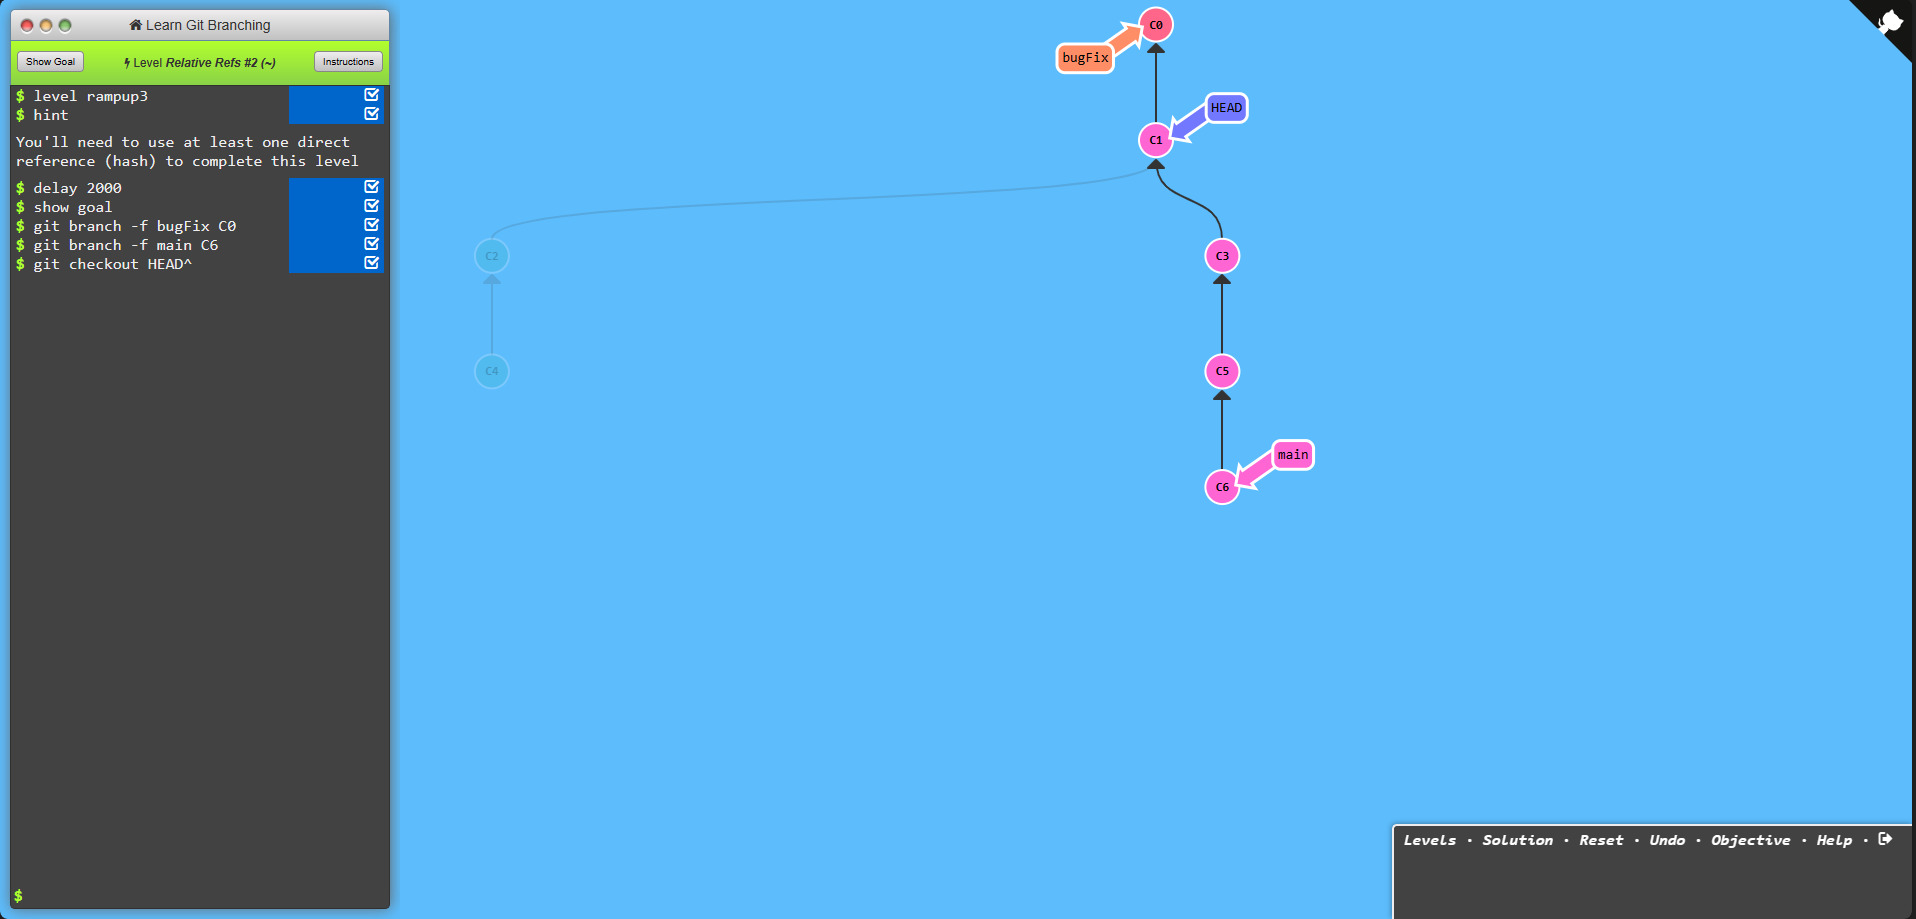 Learn Git Branching
Show Goal
Level Relative Refs #2 (~)
Instructions
$ level rampup3
$ hint
You'll need to use at least one direct
reference (hash) to complete this level
$ delay 2000
$ show goal
$ git branch -f bugFix C0
$ git branch -f main C6
$ git checkout HEAD^
$
C0
bugFix
HEAD
C1
C2
C3
C4
C5
main
C6
Levels · Solution · Reset · Undo · Objective · Help ·